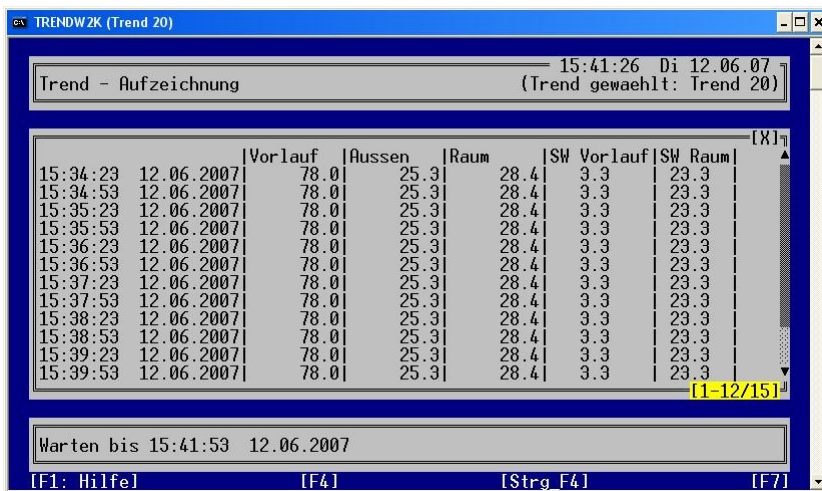 TRENDW2K (Trend 20)
15:41:26 Di 12.06.07
Trend - Aufzeichnung (Trend gewaehlt: Trend 20)
[X]
|Vorlauf |Aussen |Raum |SW Vorlauf|SW Raum|
15:34:23 12.06.2007| 78.0| 25.3| 28.4| 3.3 | 23.3 |
15:34:53 12.06.2007| 78.0| 25.3| 28.4| 3.3 | 23.3 |
15:35:23 12.06.2007| 78.0| 25.3| 28.4| 3.3 | 23.3 |
15:35:53 12.06.2007| 78.0| 25.3| 28.4| 3.3 | 23.3 |
15:36:23 12.06.2007| 78.0| 25.3| 28.4| 3.3 | 23.3 |
15:36:53 12.06.2007| 78.0| 25.3| 28.4| 3.3 | 23.3 |
15:37:23 12.06.2007| 78.0| 25.3| 28.4| 3.3 | 23.3 |
15:37:53 12.06.2007| 78.0| 25.3| 28.4| 3.3 | 23.3 |
15:38:23 12.06.2007| 78.0| 25.3| 28.4| 3.3 | 23.3 |
15:38:53 12.06.2007| 78.0| 25.3| 28.4| 3.3 | 23.3 |
15:39:23 12.06.2007| 78.0| 25.3| 28.4| 3.3 | 23.3 |
15:39:53 12.06.2007| 78.0| 25.3| 28.4| 3.3 | 23.3 |
[1-12/15]
Warten bis 15:41:53 12.06.2007
[F1: Hilfe] [F4] [Strg_F4] [F7]